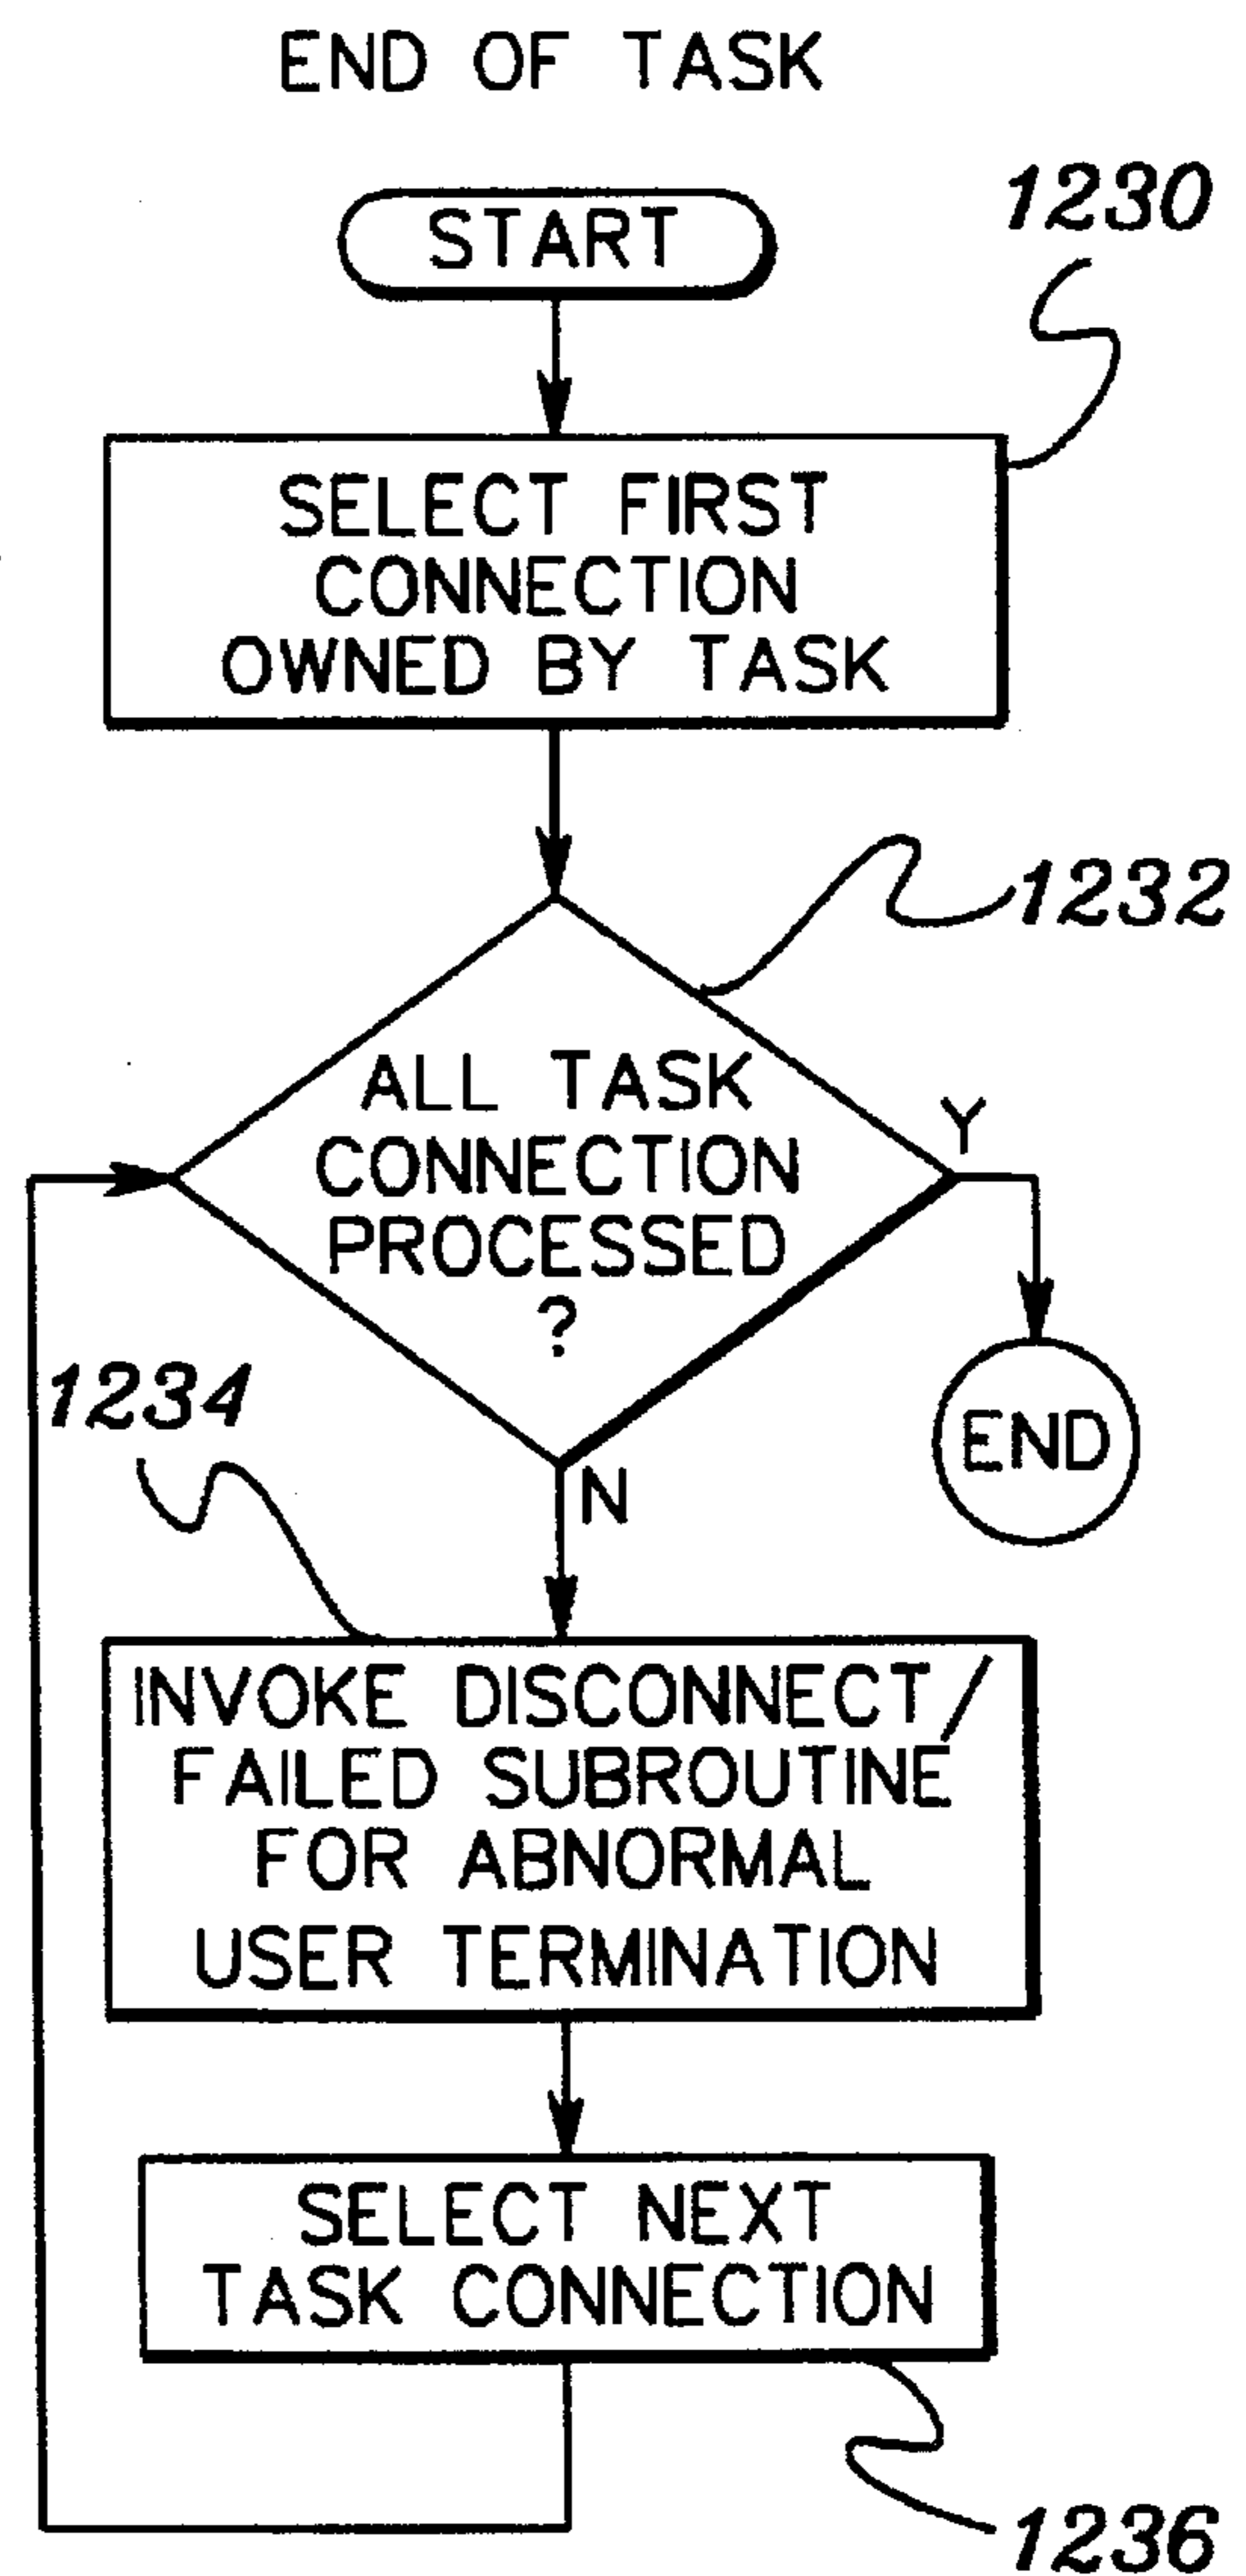 END OF TASK
START
1230
SELECT FIRST
CONNECTION
OWNED BY TASK
1232
ALL TASK
CONNECTION
PROCESSED
?
Y
END
N
1234
INVOKE DISCONNECT/
FAILED SUBROUTINE
FOR ABNORMAL
USER TERMINATION
SELECT NEXT
TASK CONNECTION
1236